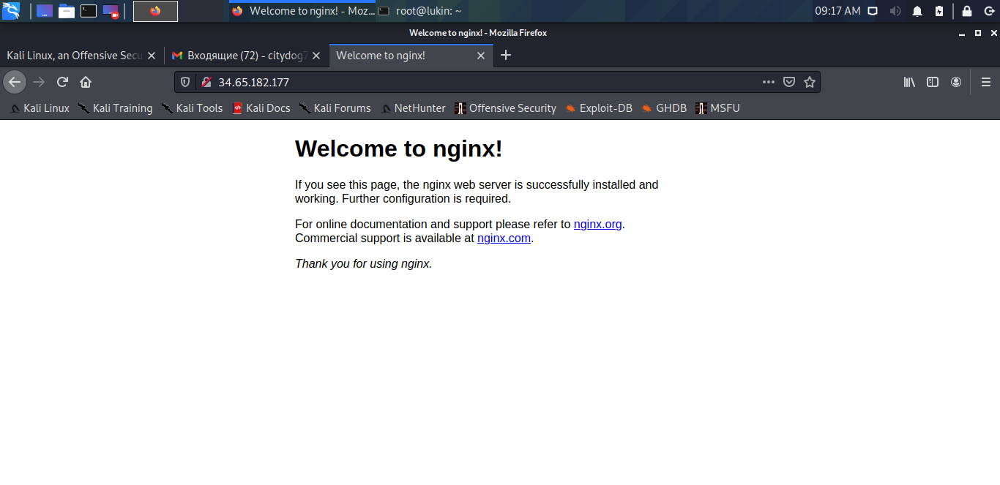 Welcome to nginx! - Moz... root@lukin: ~ 09:17 AM
Welcome to nginx! - Mozilla Firefox
Kali Linux, an Offensive Secu Входящие (72) - citydog7 Welcome to nginx!
34.65.182.177
Kali Linux Kali Training Kali Tools Kali Docs Kali Forums NetHunter Offensive Security Exploit-DB GHDB MSFU
Welcome to nginx!
If you see this page, the nginx web server is successfully installed and
working. Further configuration is required.
For online documentation and support please refer to nginx.org.
Commercial support is available at nginx.com.
Thank you for using nginx.